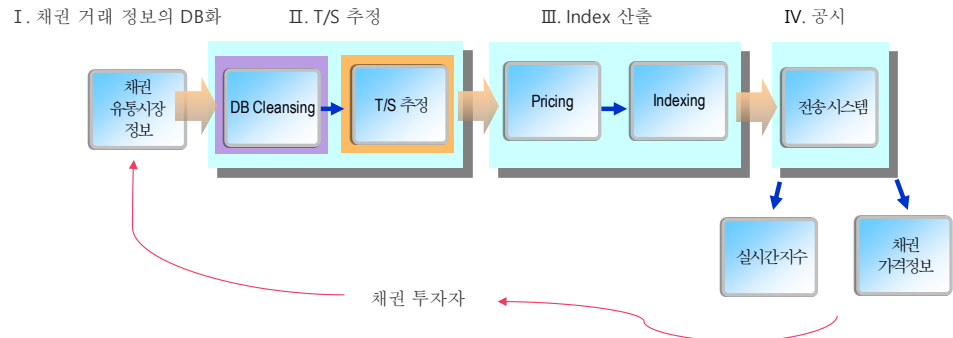 Ⅰ. 채권 거래 정보의 DB화
Ⅱ. T/S 추정
Ⅲ. Index 산출
Ⅳ. 공시
채권
유통시장
정보
DB Cleansing
T/S 추정
Pricing
Indexing
전송시스템
실시간지수
채권
가격정보
채권 투자자